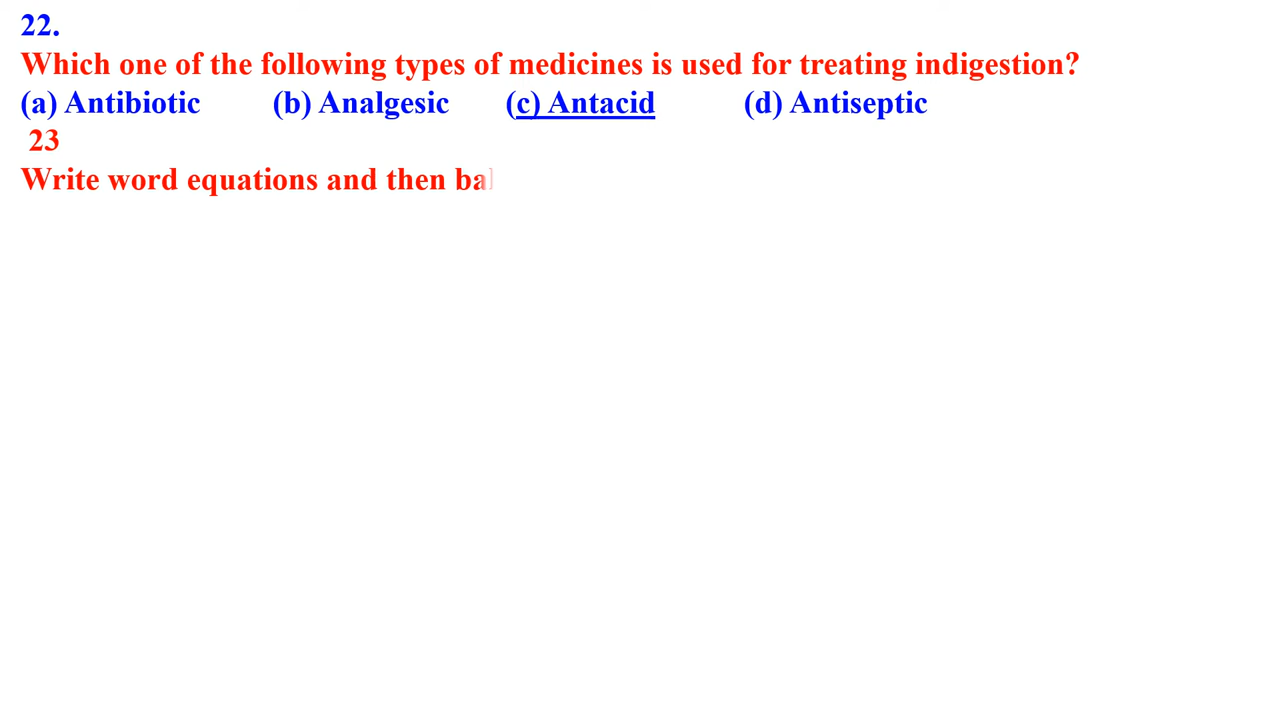 22.
Which one of the following types of medicines is used for treating indigestion?
(a) Antibiotic (b) Analgesic (c) Antacid (d) Antiseptic
23
Write word equations and then